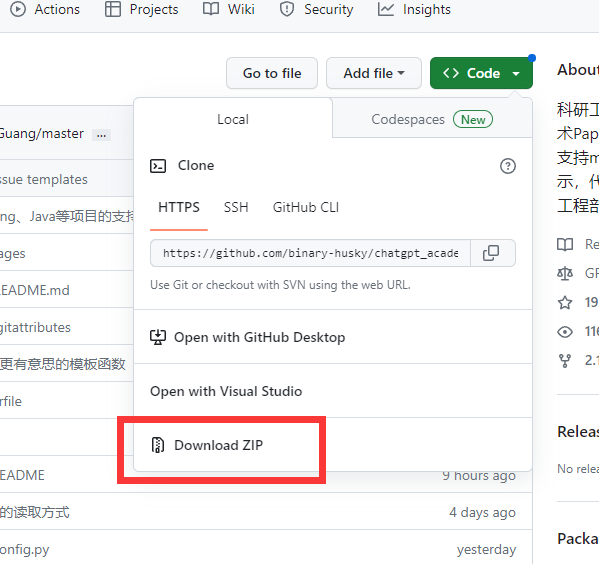 Actions Projects Wiki Security Insights
Go to file Add file Code
About
Local Codespaces New
Guang/master ...
Clone
ssue templates
HTTPS SSH GitHub CLI
ng、Java等项目的支持
https://github.com/binary-husky/chatgpt_acade
ages
Use Git or checkout with SVN using the web URL.
EADME.md
gitattributes
Open with GitHub Desktop
更有意思的模板函数
Open with Visual Studio
rfile
Download ZIP
EADME 9 hours ago
的读取方式 4 days ago
onfig.py yesterday
科研工
术Pap
支持m
示，代
工程部
Re
GP
19
116
2.1
Releas
No relea
Packa